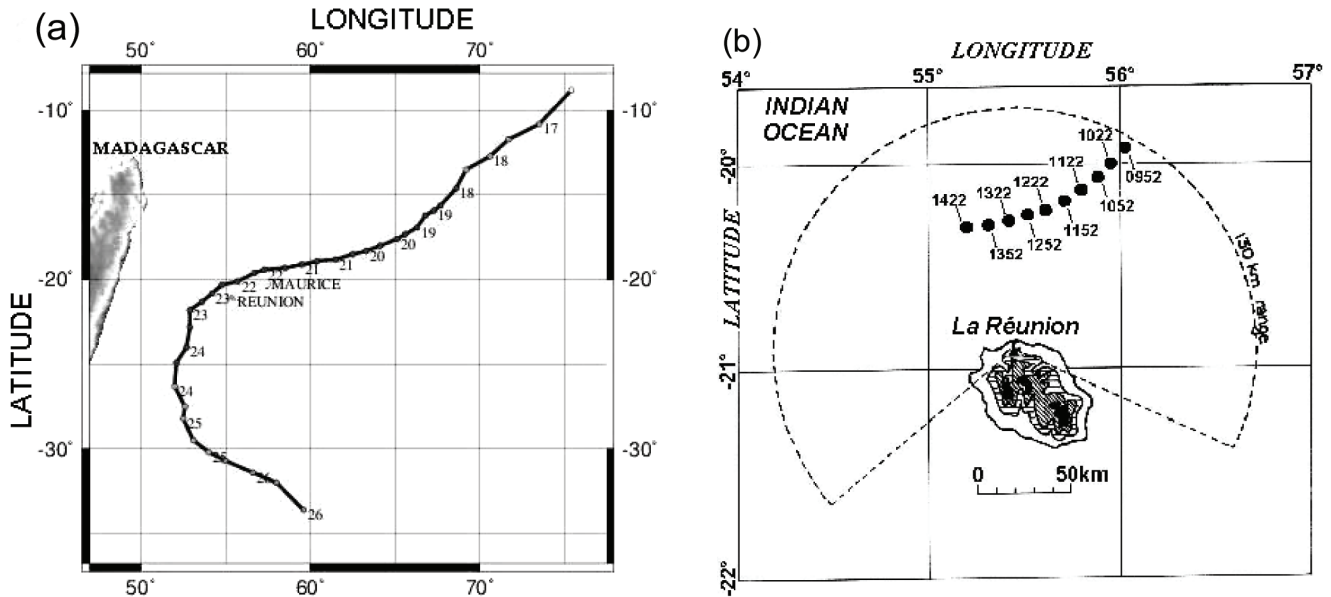 (a)
LONGITUDE
50° 60° 70°
-10° -10°
17
MADAGASCAR
18
18
19
19
20
20
21
21
22
-20° -20°
MAURICE
22
REUNION
23
23
24
24
25
-30° -30°
25
26
26
LATITUDE
50° 60° 70°
(b)
LONGITUDE
54° 55° 56° 57°
INDIAN
OCEAN
1022
-20°
1122
0952
1222
1052
1322
1152
1422
1252
1352
150 km range
LATITUDE
La Réunion
-21°
0 50km
-22°